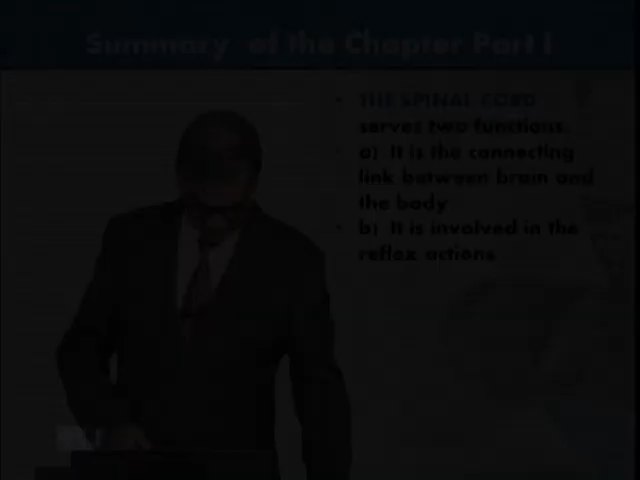 Summary of the Chapter Part I
• THE SPINAL CORD
serves two functions.
• a) It is the connecting
link between brain and
the body
• b) It is involved in the
reflex actions